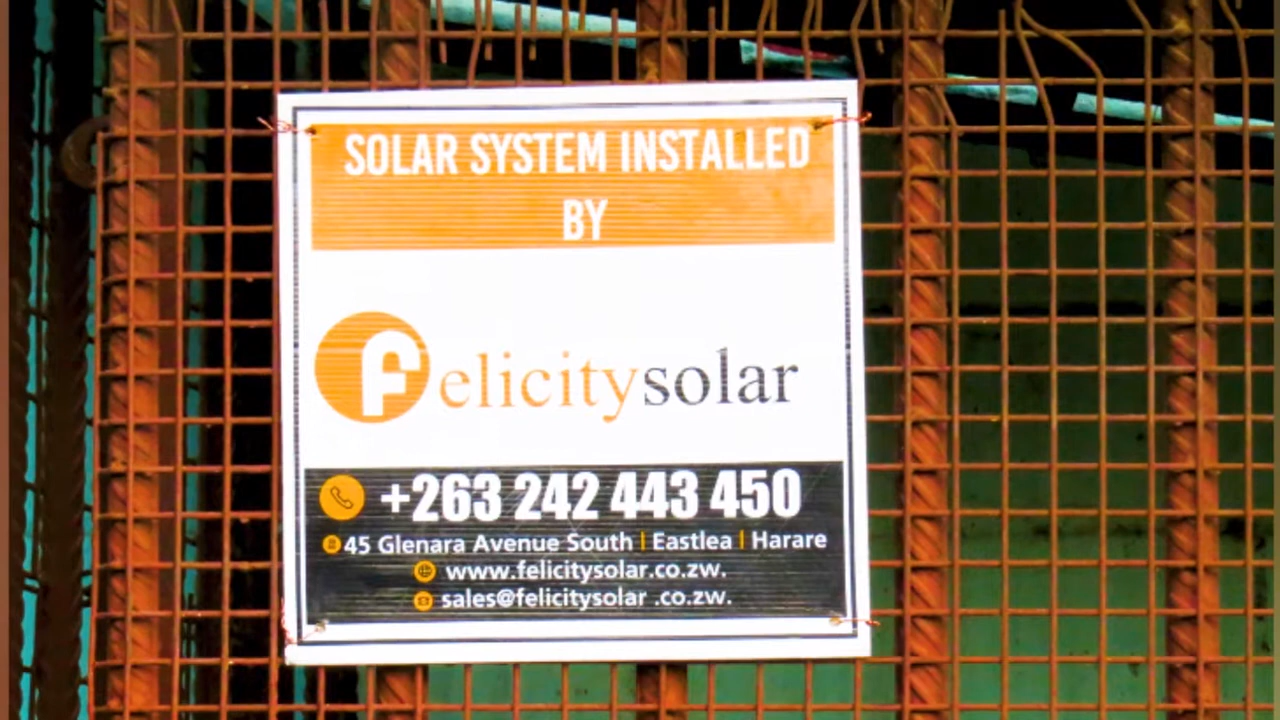 SOLAR SYSTEM INSTALLED
BY
felicitysolar
+263 242 443 450
45 Glenara Avenue South | Eastlea | Harare
www.felicitysolar.co.zw.
sales@felicitysolar .co.zw.